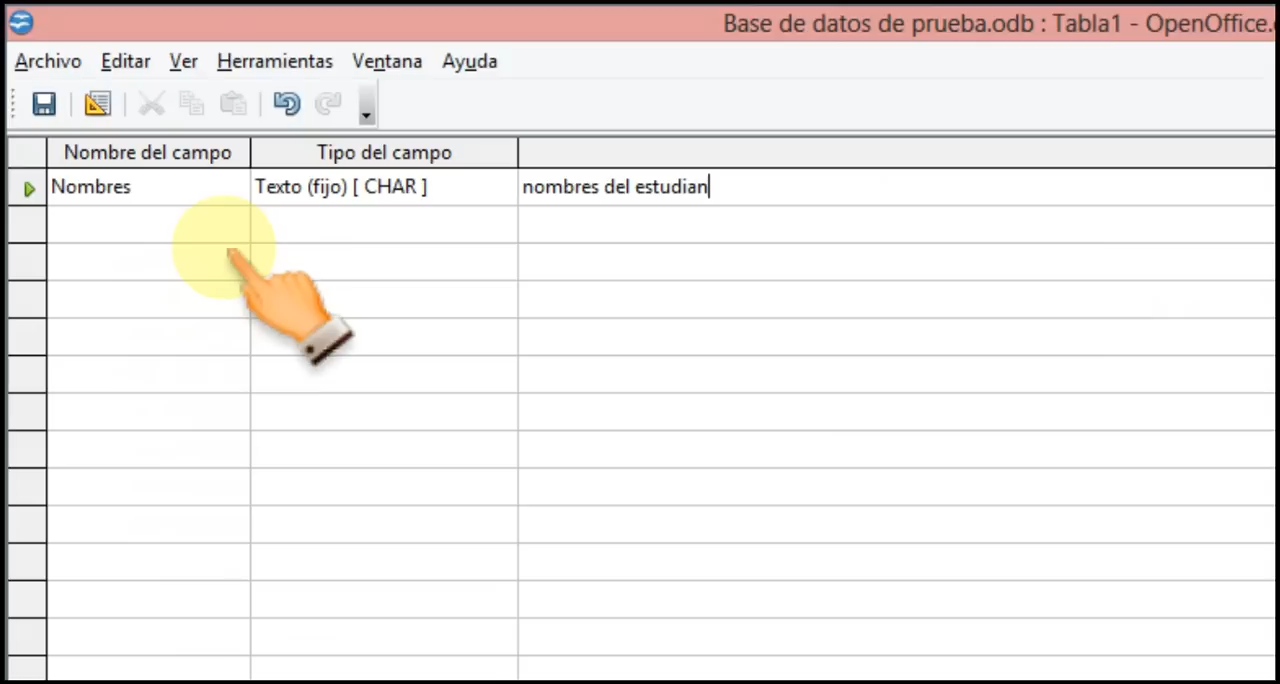 Base de datos de prueba.odb : Tabla1 - OpenOffice.
Archivo Editar Ver Herramientas Ventana Ayuda
Nombre del campo Tipo del campo
Nombres Texto (fijo) [ CHAR ] nombres del estudian